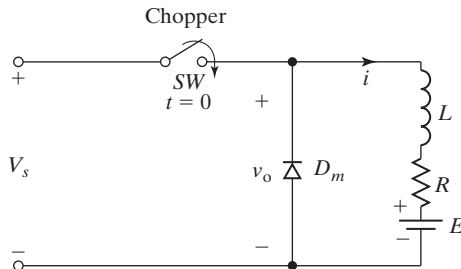 Chopper
SW
t = 0
i
+
+
L
V_s
v_o
D_m
R
+
E
−
−
−